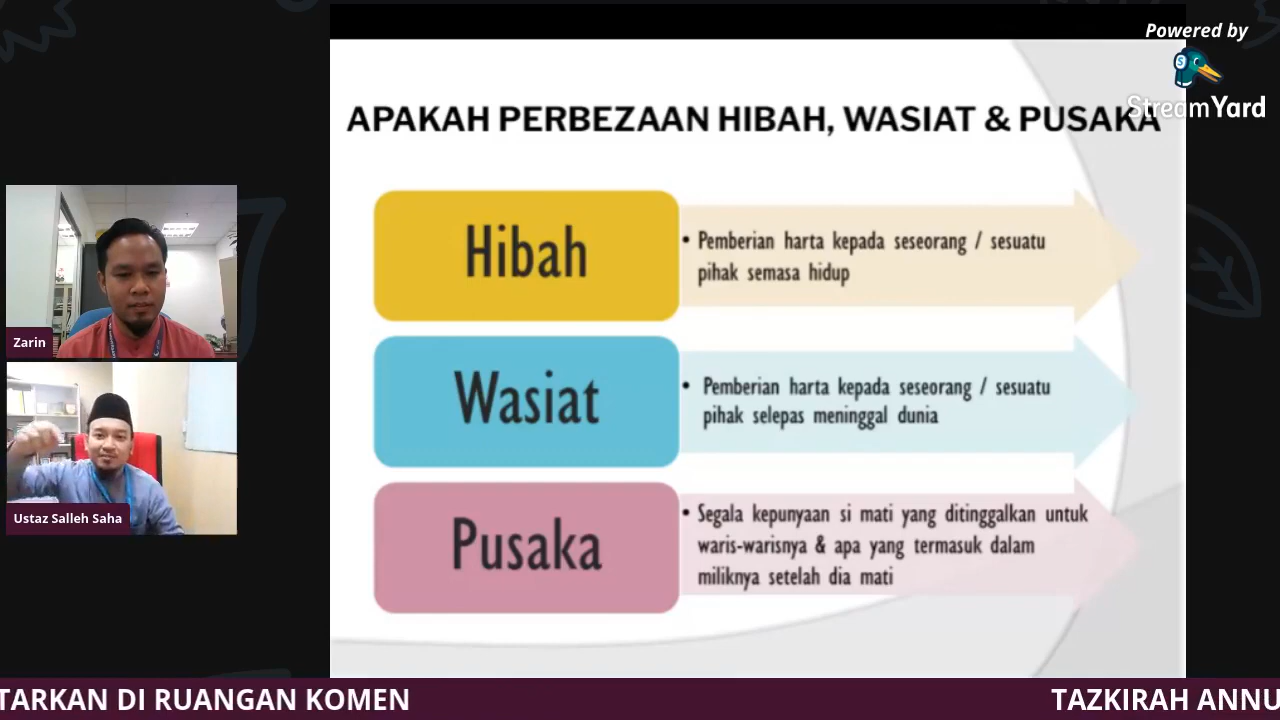 Powered by
StreamYard
APAKAH PERBEZAAN HIBAH, WASIAT & PUSAKA
Hibah
• Pemberian harta kepada seseorang / sesuatu
pihak semasa hidup
Wasiat
• Pemberian harta kepada seseorang / sesuatu
pihak selepas meninggal dunia
Pusaka
• Segala kepunyaan si mati yang ditinggalkan untuk
waris-warisnya & apa yang termasuk dalam
miliknya setelah dia mati
Zarin
Ustaz Salleh Saha
TARKAN DI RUANGAN KOMEN
TAZKIRAH ANNU